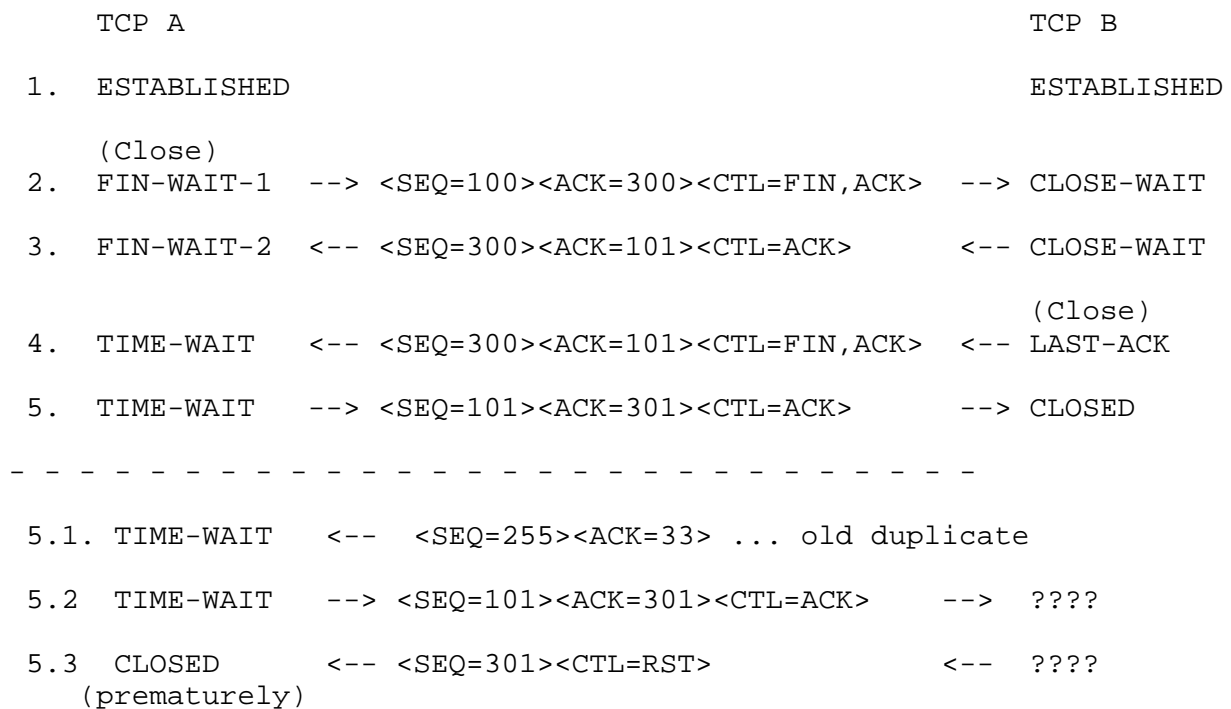 TCP A                                                TCP B
1.  ESTABLISHED                                      ESTABLISHED
(Close)
2.  FIN-WAIT-1  --> <SEQ=100><ACK=300><CTL=FIN,ACK>  --> CLOSE-WAIT
3.  FIN-WAIT-2  <-- <SEQ=300><ACK=101><CTL=ACK>      <-- CLOSE-WAIT
(Close)
4.  TIME-WAIT   <-- <SEQ=300><ACK=101><CTL=FIN,ACK>  <-- LAST-ACK
5.  TIME-WAIT   --> <SEQ=101><ACK=301><CTL=ACK>      --> CLOSED
- - - - - - - - - - - - - - - - - - - - - - - - - - - -
5.1. TIME-WAIT   <--  <SEQ=255><ACK=33> ... old duplicate
5.2  TIME-WAIT   --> <SEQ=101><ACK=301><CTL=ACK>     -->  ????
5.3  CLOSED      <-- <SEQ=301><CTL=RST>             <--  ????
(prematurely)